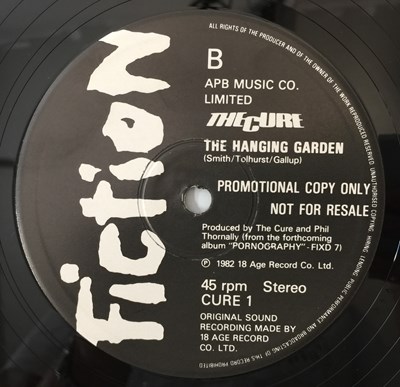 ALL RIGHTS OF THE RECORD PRODUCER AND OF THE OWNER OF THE WORK REPRODUCED RESERVED. UNAUTHORISED COPYING, HIRING, LENDING, PUBLIC PERFORMANCE AND BROADCASTING OF THIS RECORD PROHIBITED
Fiction
B
APB MUSIC CO.
LIMITED
THE CURE
THE HANGING GARDEN
(Smith/Tolhurst/Gallup)
PROMOTIONAL COPY ONLY
NOT FOR RESALE
Produced by The Cure and Phil
Thornally (from the forthcoming
album "PORNOGRAPHY" - FIXD 7)
℗ 1982 18 Age Record Co. Ltd.
45 rpm Stereo
CURE 1
ORIGINAL SOUND
RECORDING MADE BY
18 AGE RECORD
CO. LTD.